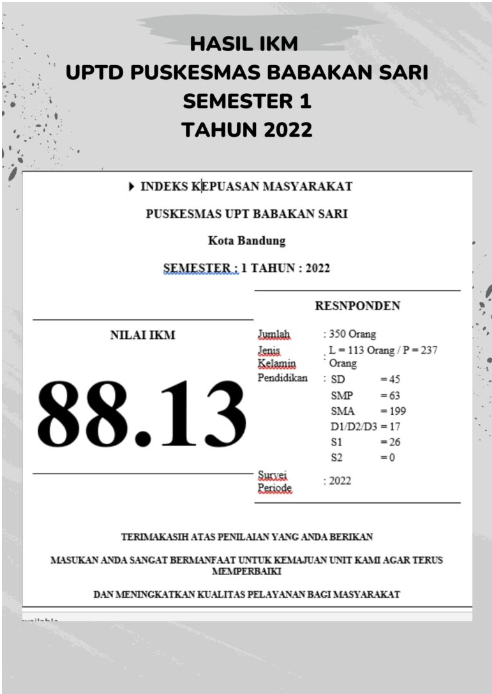 HASIL IKM
UPTD PUSKESMAS BABAKAN SARI
SEMESTER 1
TAHUN 2022
INDEKS KEPUASAN MASYARAKAT
PUSKESMAS UPT BABAKAN SARI
Kota Bandung
SEMESTER : 1 TAHUN : 2022
NILAI IKM
88.13
RESNPONDEN
Jumlah : 350 Orang
Jenis Kelamin : L = 113 Orang / P = 237
Orang
Pendidikan : SD = 45
SMP = 63
SMA = 199
D1/D2/D3 = 17
S1 = 26
S2 = 0
Survei
Periode : 2022
TERIMAKASIH ATAS PENILAIAN YANG ANDA BERIKAN
MASUKAN ANDA SANGAT BERMANFAAT UNTUK KEMAJUAN UNIT KAMI AGAR TERUS
MEMPERBAIKI
DAN MENINGKATKAN KUALITAS PELAYANAN BAGI MASYARAKAT